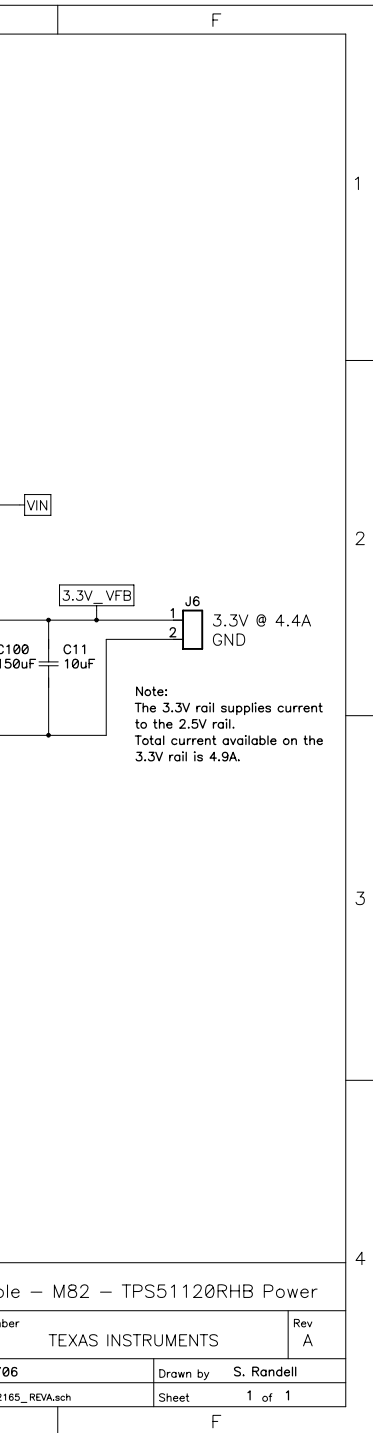 F
1
VIN
2
3.3V_VFB
J6
1
3.3V @ 4.4A
2
GND
C100
150uF
C11
10uF
Note:
The 3.3V rail supplies current
to the 2.5V rail.
Total current available on the
3.3V rail is 4.9A.
3
4
– M82 – TPS51120RHB Power
TEXAS INSTRUMENTS
Rev
A
Drawn by S. Randell
2165_REVA.sch
Sheet 1 of 1
F